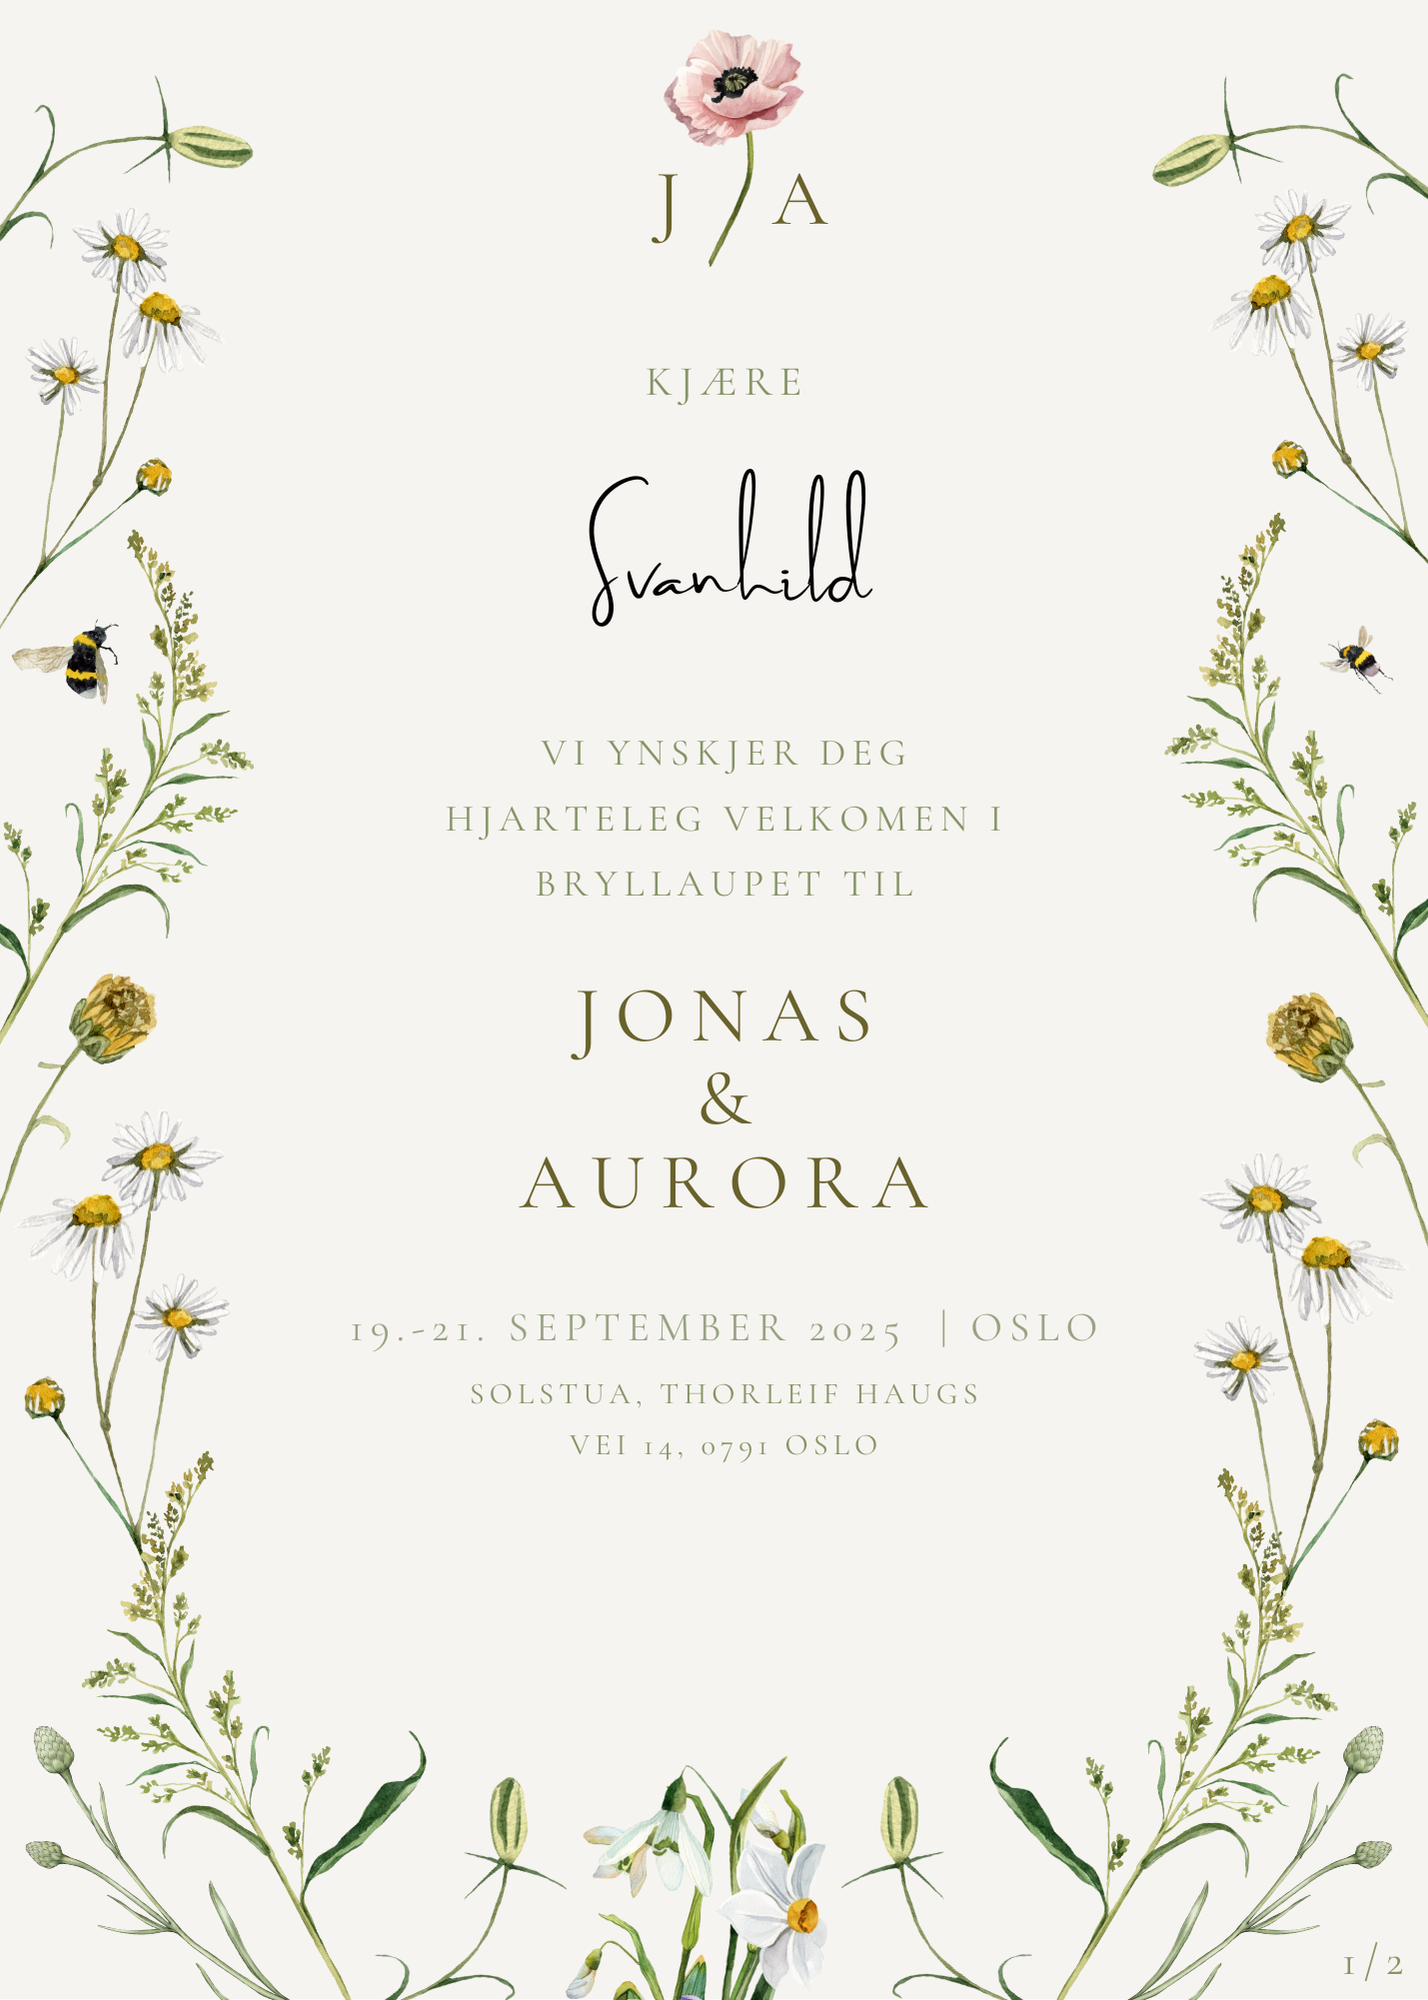 J A
KJÆRE
Svanhild
VI YNSKJER DEG
HJARTELEG VELKOMEN I
BRYLLAUPET TIL
JONAS
&
AURORA
19.-21. SEPTEMBER 2025 | OSLO
SOLSTUA, THORLEIF HAUGS
VEI 14, 0791 OSLO
1/2